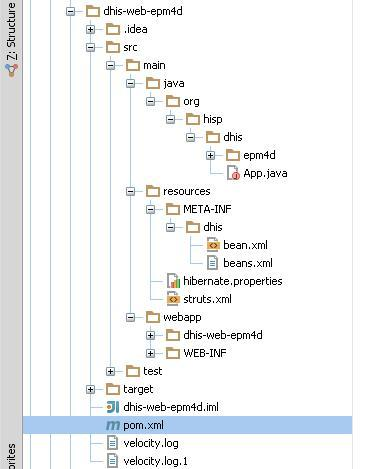 dhis-web-epm4d
.idea
src
main
java
org
hisp
dhis
epm4d
App.java
resources
META-INF
dhis
bean.xml
beans.xml
hibernate.properties
struts.xml
webapp
dhis-web-epm4d
WEB-INF
test
target
dhis-web-epm4d.iml
pom.xml
velocity.log
velocity.log.1
Z: Structure